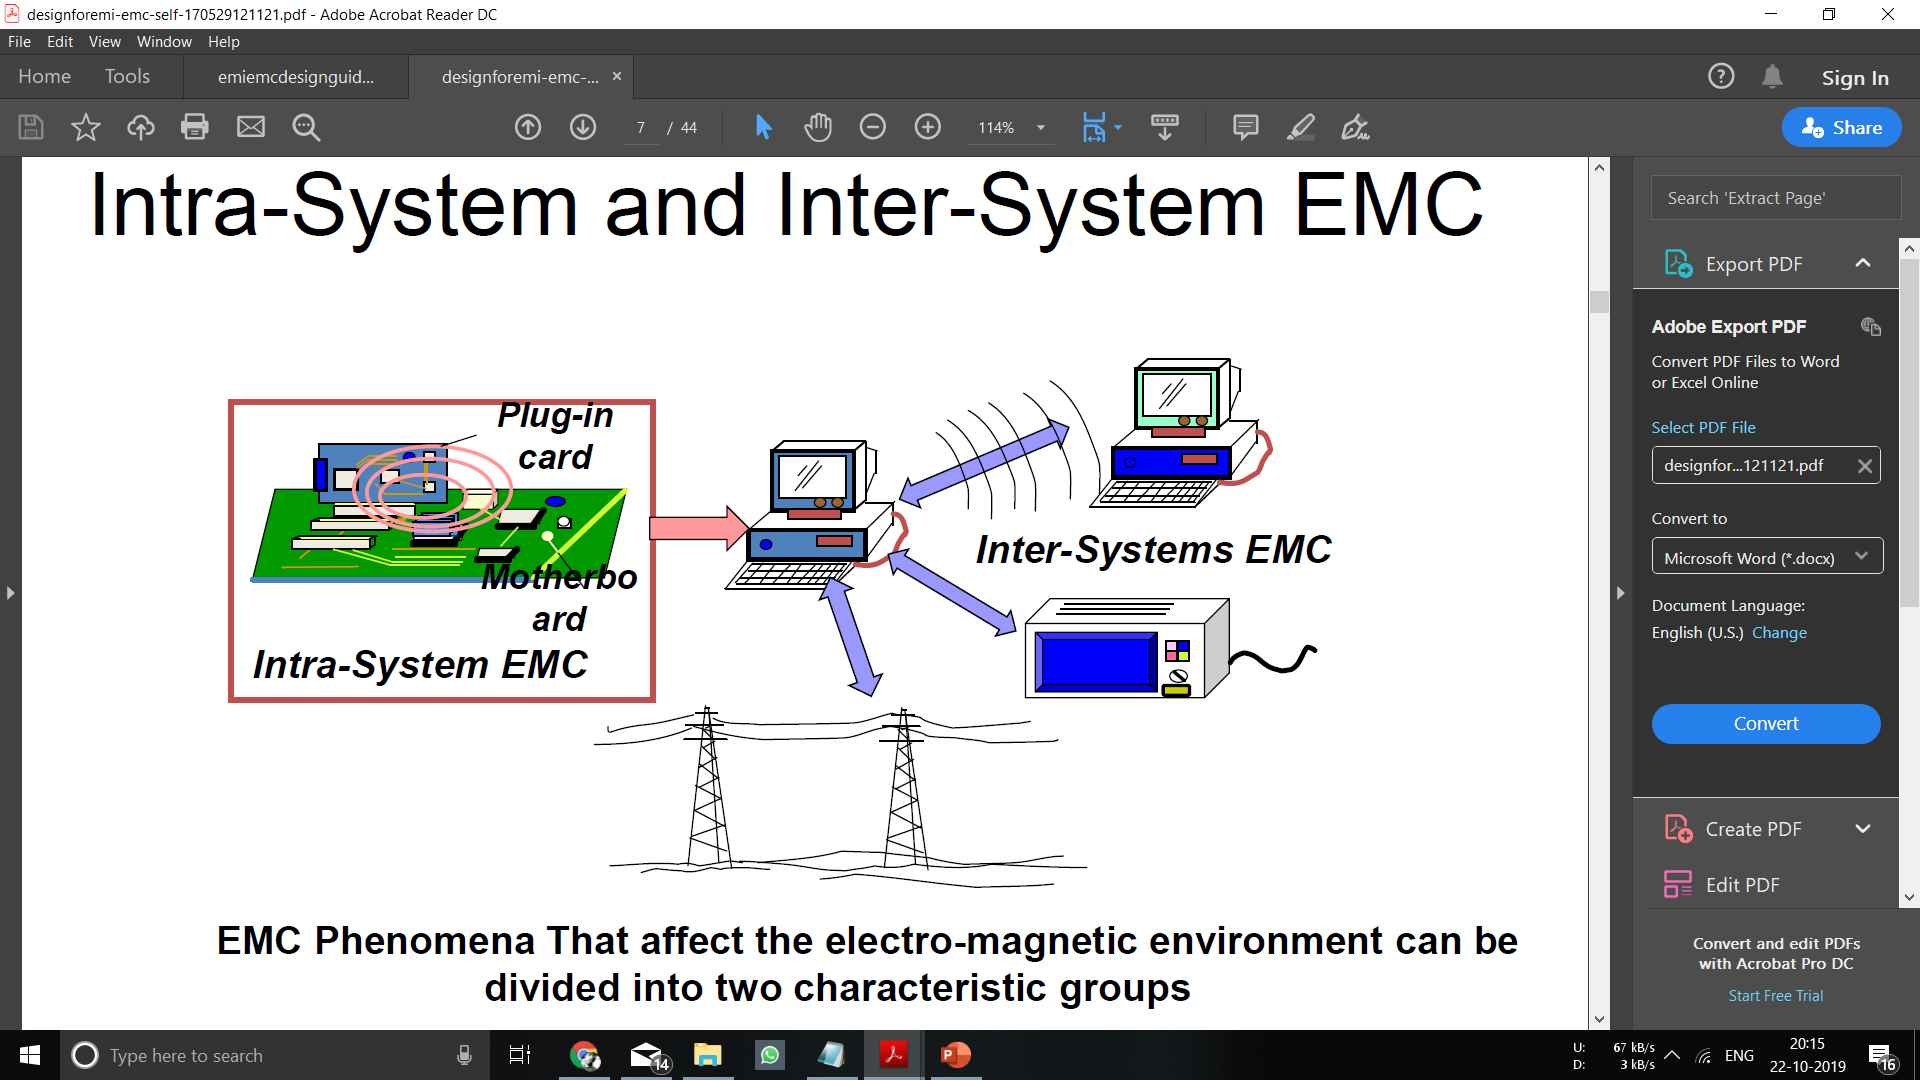 designforemi-emc-self-170529121121.pdf - Adobe Acrobat Reader DC
File Edit View Window Help
Home Tools emiemcdesignguid... designforemi-emc-... × Sign In
7 / 44 114% Share
Intra-System and Inter-System EMC
Plug-in
card
Motherbo
ard
Intra-System EMC
Inter-Systems EMC
EMC Phenomena That affect the electro-magnetic environment can be
divided into two characteristic groups
Search 'Extract Page'
Export PDF
Adobe Export PDF
Convert PDF Files to Word
or Excel Online
Select PDF File
designfor...121121.pdf
Convert to
Microsoft Word (*.docx)
Document Language:
English (U.S.) Change
Convert
Create PDF
Edit PDF
Convert and edit PDFs
with Acrobat Pro DC
Start Free Trial
Type here to search
14
U: 67 kB/s
D: 3 kB/s
ENG
20:15
22-10-2019
16